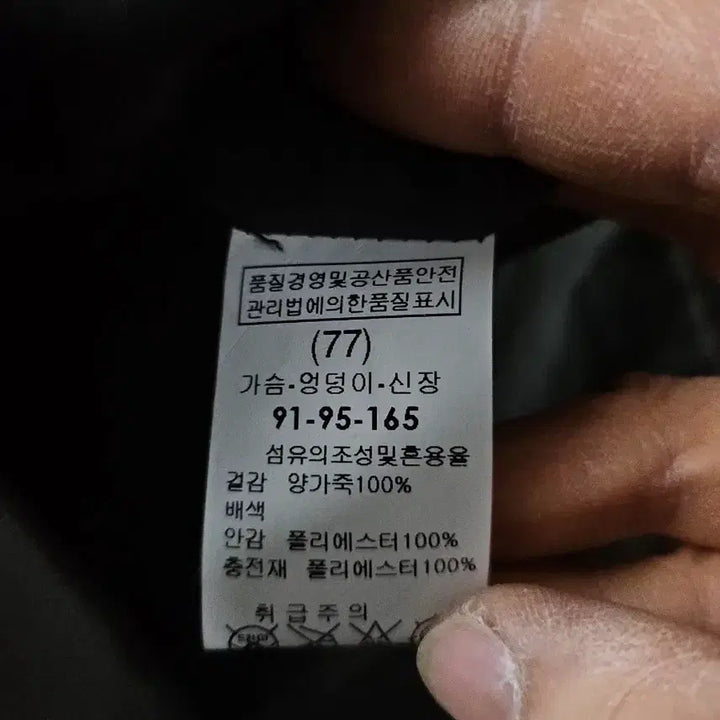 품질경영및공산품안전
관리법에의한품질표시
(77)
가슴-엉덩이-신장
91-95-165
섬유의조성및혼용율
겉감 양가죽100%
배색
안감 폴리에스터100%
충전재 폴리에스터100%
취급주의